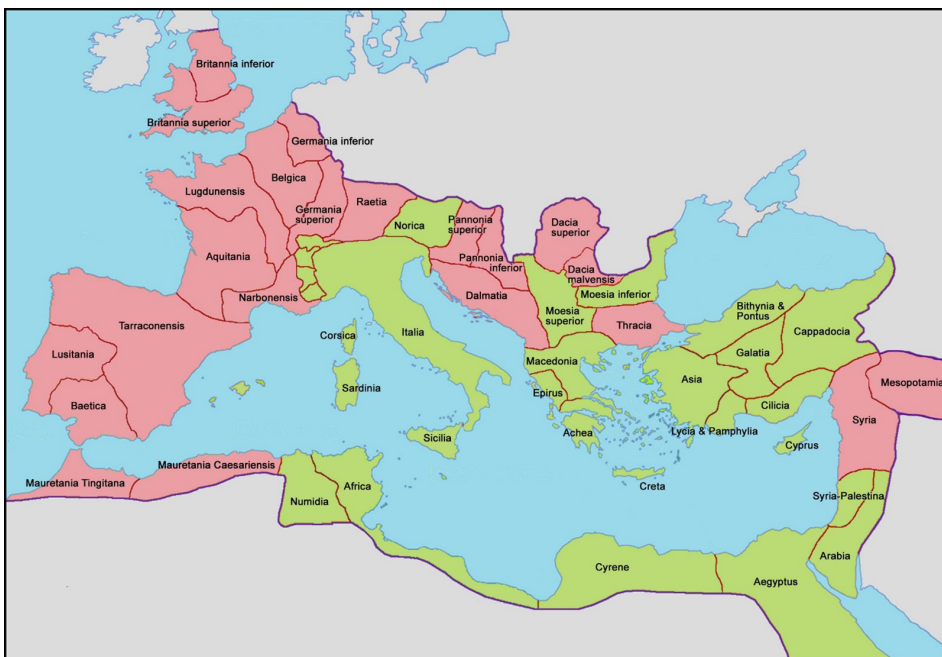 Britannia inferior
Britannia superior
Germania inferior
Belgica
Lugdunensis
Germania
superior
Raetia
Norica
Pannonia
superior
Pannonia
inferior
Dacia
superior
Dacia
malvensis
Moesia inferior
Aquitania
Narbonensis
Dalmatia
Moesia
superior
Thracia
Bithynia &
Pontus
Cappadocia
Tarraconensis
Corsica
Italia
Macedonia
Galatia
Asia
Mesopotamia
Lusitania
Baetica
Sardinia
Epirus
Cilicia
Achea
Lycia & Pamphylia
Syria
Sicilia
Cyprus
Mauretania Tingitana
Mauretania Caesariensis
Numidia
Africa
Creta
Syria-Palestina
Arabia
Cyrene
Aegyptus